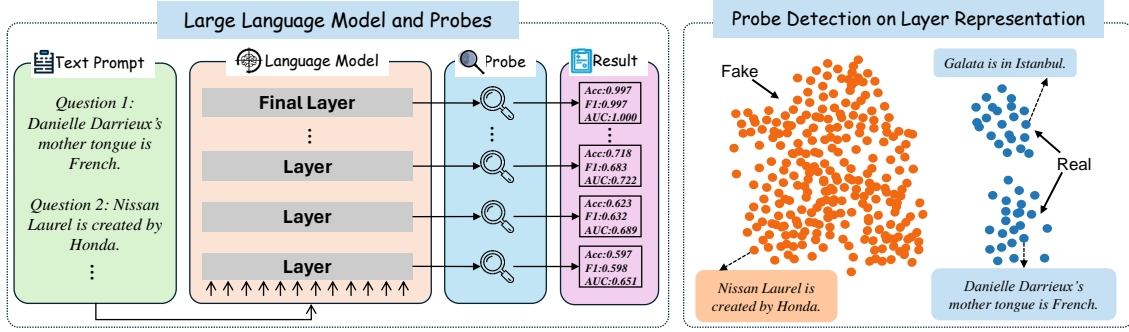 Large Language Model and Probes
Text Prompt
Question 1:
Danielle Darrieux's
mother tongue is
French.
Question 2: Nissan
Laurel is created by
Honda.
Language Model
Final Layer
Layer
Layer
Layer
Probe
Result
Acc:0.997
F1:0.997
AUC:1.000
Acc:0.718
F1:0.683
AUC:0.722
Acc:0.623
F1:0.632
AUC:0.689
Acc:0.597
F1:0.598
AUC:0.651
Probe Detection on Layer Representation
Fake
Galata is in Istanbul.
Real
Nissan Laurel is
created by Honda.
Danielle Darrieux's
mother tongue is French.